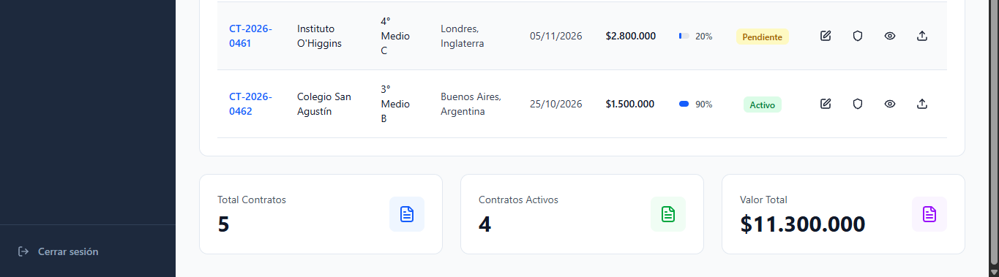 CT-2026-
0461
Instituto
O'Higgins
4°
Medio
C
Londres,
Inglaterra
05/11/2026
$2.800.000
20%
Pendiente
CT-2026-
0462
Colegio San
Agustín
3°
Medio
B
Buenos Aires,
Argentina
25/10/2026
$1.500.000
90%
Activo
Total Contratos
5
Contratos Activos
4
Valor Total
$11.300.000
Cerrar sesión